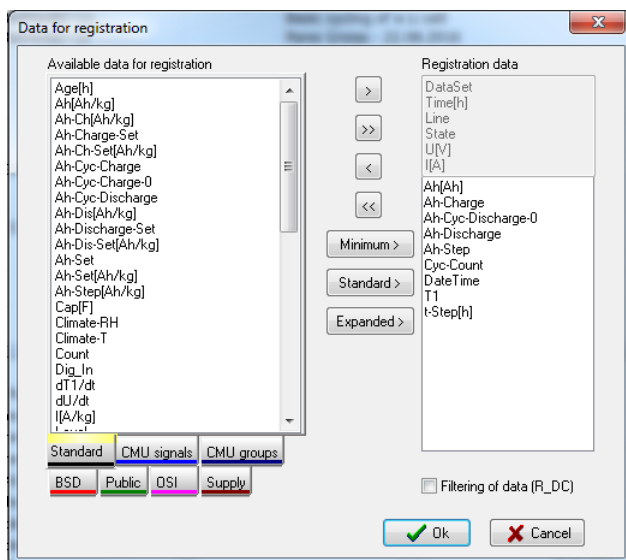 Data for registration
Available data for registration
Age[h]
Ah[Ah/kg]
Ah-Ch[Ah/kg]
Ah-Charge-Set
Ah-Ch-Set[Ah/kg]
Ah-Cyc-Charge
Ah-Cyc-Charge-0
Ah-Cyc-Discharge
Ah-Dis[Ah/kg]
Ah-Discharge-Set
Ah-Dis-Set[Ah/kg]
Ah-Set
Ah-Set[Ah/kg]
Ah-Step[Ah/kg]
Cap[F]
Climate-RH
Climate-T
Count
Dig_In
dT1/dt
dU/dt
I[A/kg]
Standard CMU signals CMU groups
BSD Public OSI Supply
>
>>
<
<<
Minimum >
Standard >
Expanded >
Registration data
DataSet
Time[h]
Line
State
U[V]
I[A]
Ah[Ah]
Ah-Charge
Ah-Cyc-Discharge-0
Ah-Discharge
Ah-Step
Cyc-Count
DateTime
T1
t-Step[h]
Filtering of data (R_DC)
Ok Cancel